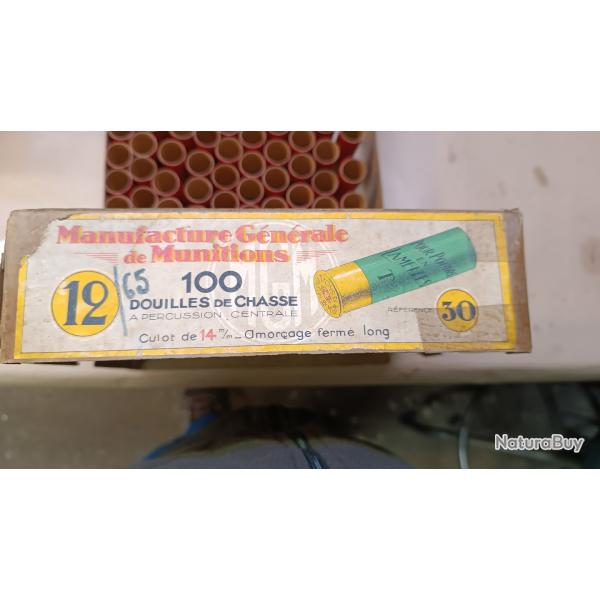 Manufacture Générale
de Munitions
12
/65
100
DOUILLES DE CHASSE
A PERCUSSION CENTRALE
Culot de 14 m/m _ Amorçage ferme long
LAMELLES
T
RÉFÉRENCE 30
NaturaBuy